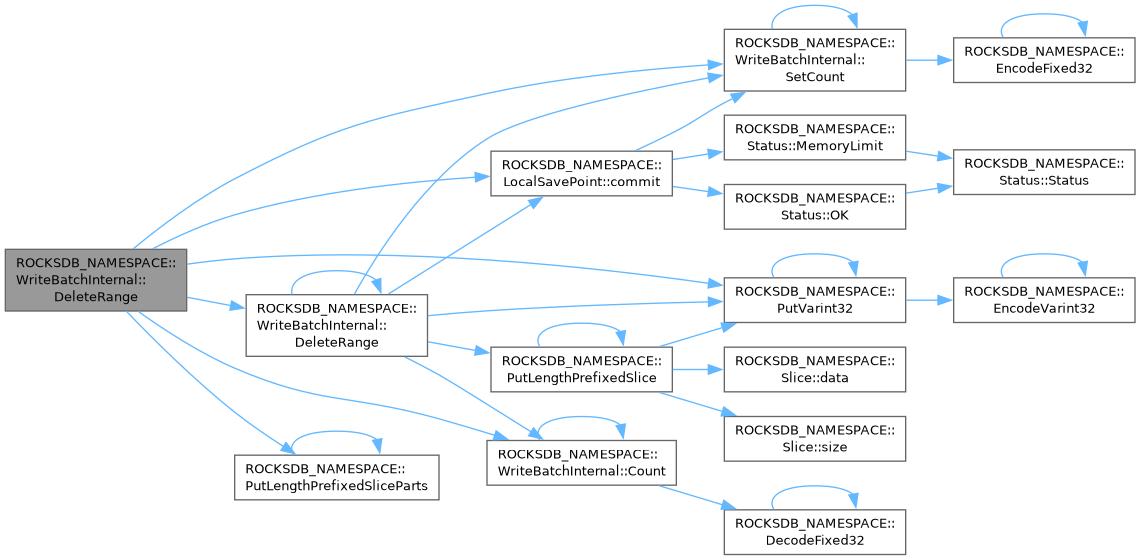 ROCKSDB_NAMESPACE::
WriteBatchInternal::
DeleteRange
ROCKSDB_NAMESPACE::
WriteBatchInternal::
DeleteRange
ROCKSDB_NAMESPACE::
PutLengthPrefixedSliceParts
ROCKSDB_NAMESPACE::
LocalSavePoint::commit
ROCKSDB_NAMESPACE::
PutLengthPrefixedSlice
ROCKSDB_NAMESPACE::
WriteBatchInternal::Count
ROCKSDB_NAMESPACE::
WriteBatchInternal::
SetCount
ROCKSDB_NAMESPACE::
Status::MemoryLimit
ROCKSDB_NAMESPACE::
Status::OK
ROCKSDB_NAMESPACE::
PutVarint32
ROCKSDB_NAMESPACE::
Slice::data
ROCKSDB_NAMESPACE::
Slice::size
ROCKSDB_NAMESPACE::
DecodeFixed32
ROCKSDB_NAMESPACE::
EncodeFixed32
ROCKSDB_NAMESPACE::
Status::Status
ROCKSDB_NAMESPACE::
EncodeVarint32